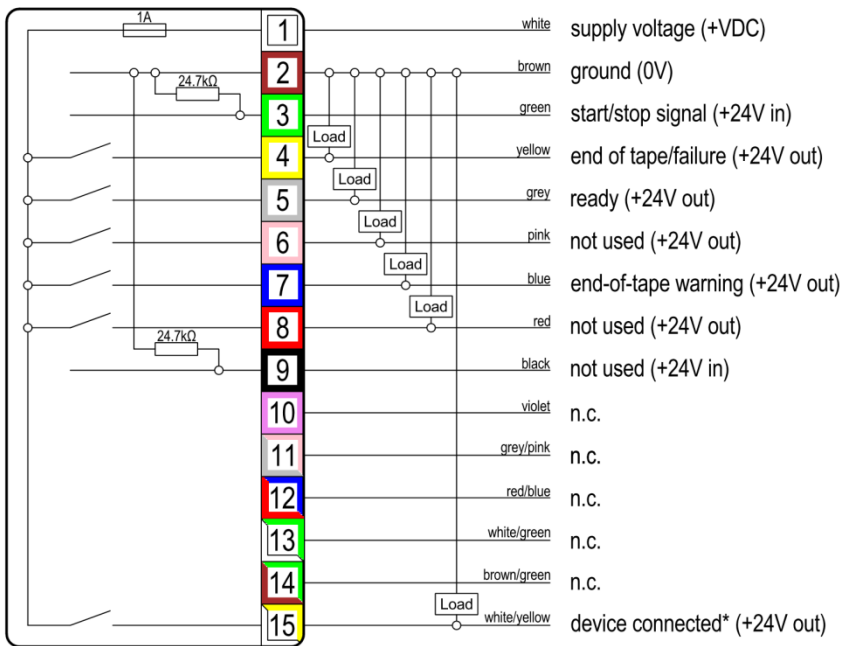 1A
1 white supply voltage (+VDC)
2 brown ground (0V)
24.7kΩ
3 green start/stop signal (+24V in)
Load
4 yellow end of tape/failure (+24V out)
Load
5 grey ready (+24V out)
Load
6 pink not used (+24V out)
Load
7 blue end-of-tape warning (+24V out)
Load
8 red not used (+24V out)
24.7kΩ
9 black not used (+24V in)
10 violet n.c.
11 grey/pink n.c.
12 red/blue n.c.
13 white/green n.c.
14 brown/green n.c.
Load
15 white/yellow device connected* (+24V out)